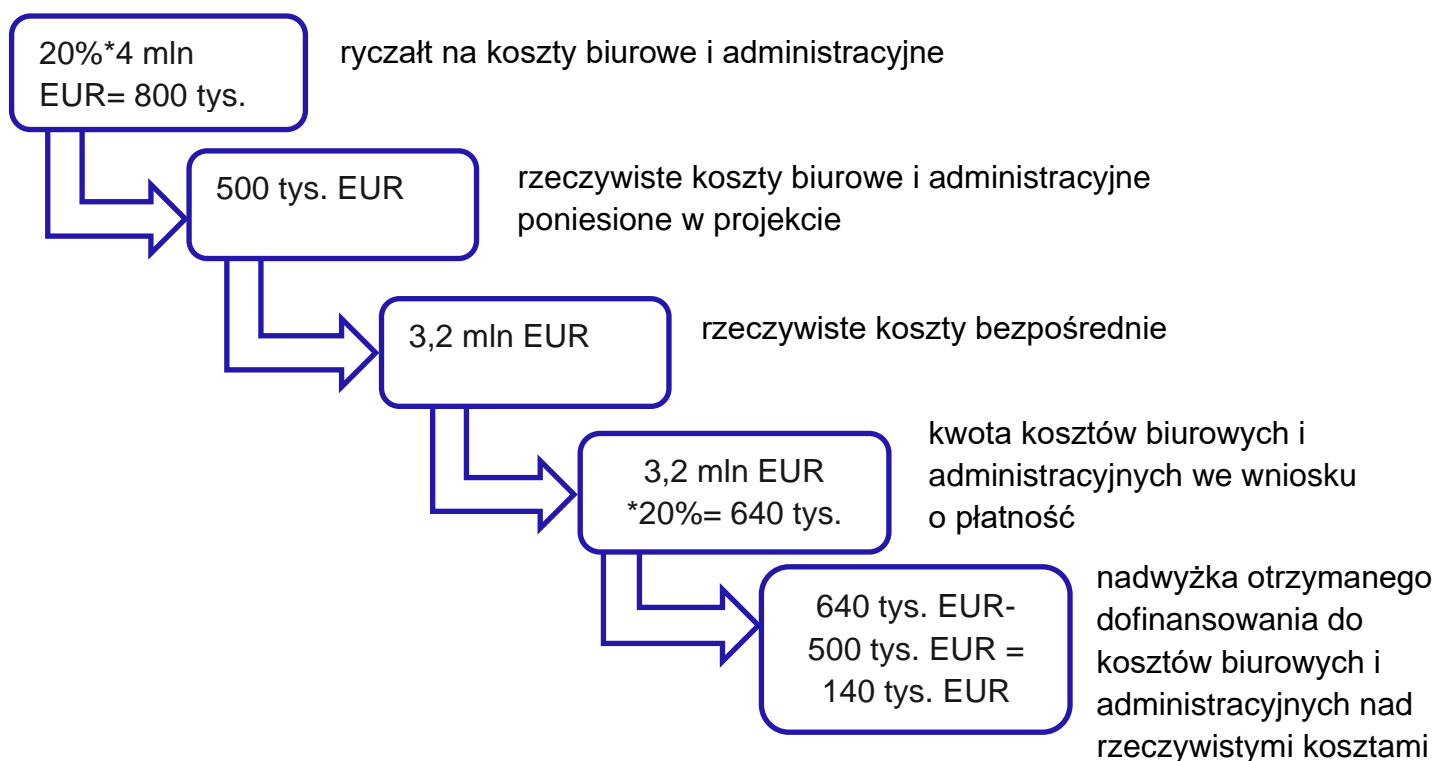 20%*4 mln
EUR= 800 tys.
ryczałt na koszty biurowe i administracyjne
500 tys. EUR
rzeczywiste koszty biurowe i administracyjne
poniesione w projekcie
3,2 mln EUR
rzeczywiste koszty bezpośrednie
3,2 mln EUR
*20%= 640 tys.
kwota kosztów biurowych i
administracyjnych we wniosku
o płatność
640 tys. EUR-
500 tys. EUR =
140 tys. EUR
nadwyżka otrzymanego
dofinansowania do
kosztów biurowych i
administracyjnych nad
rzeczywistymi kosztami